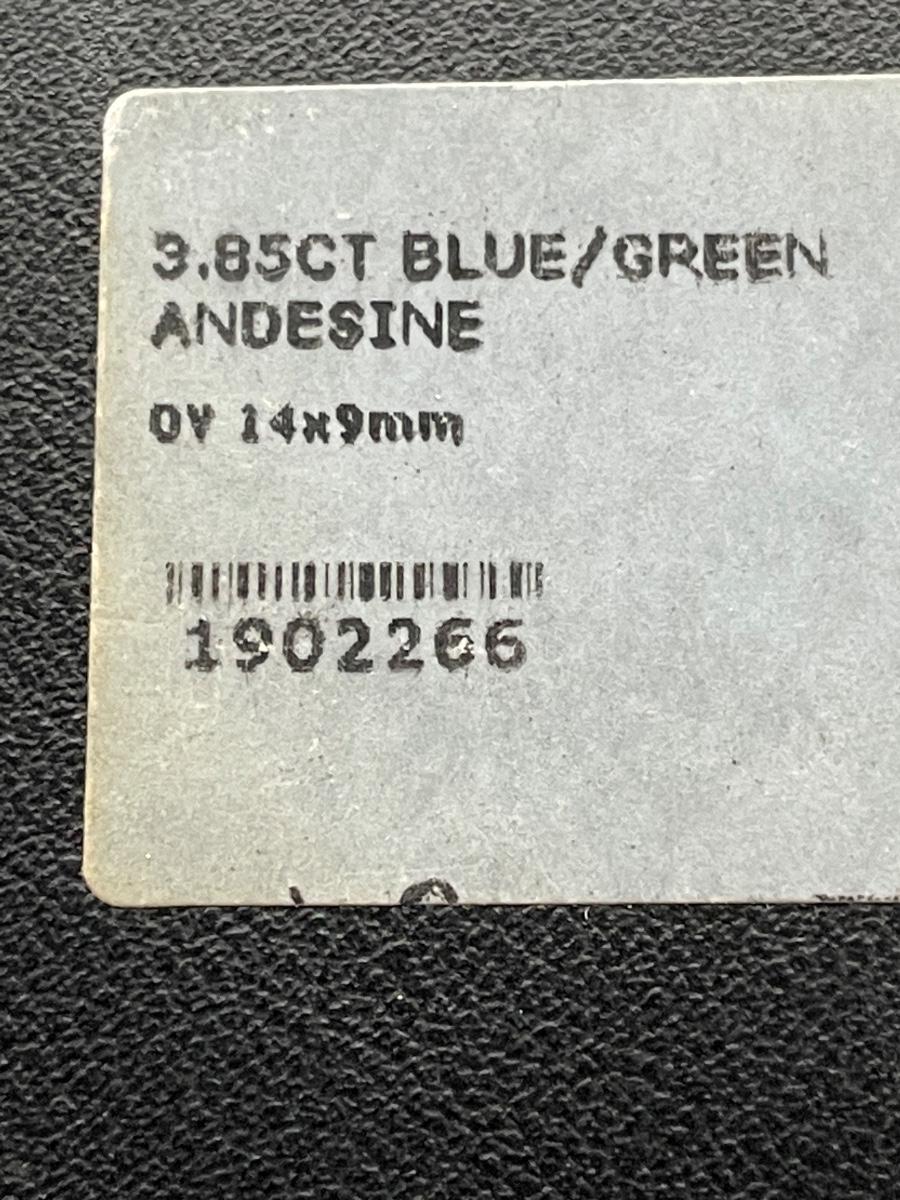 3.85CT BLUE/GREEN
ANDESINE
OV 14x9mm
1902266